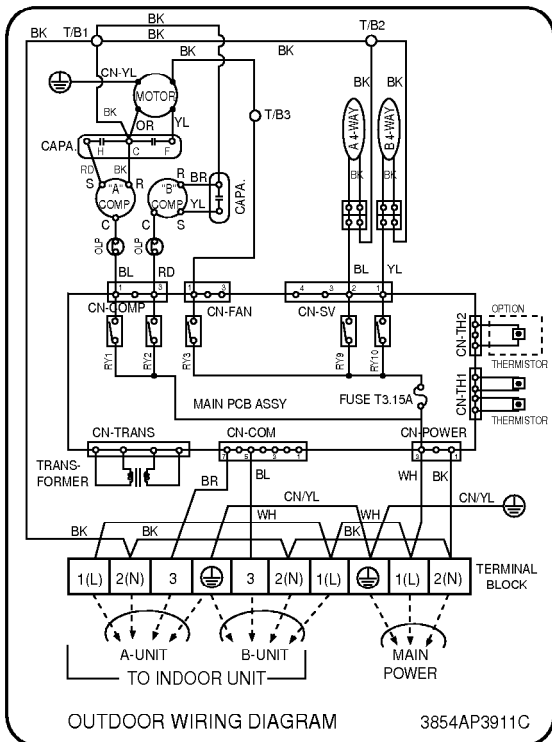 BK
T/B1
BK
BK
T/B2
BK
CN-YL
MOTOR
BK
BK
OR
YL
T/B3
BK
BK
A 4-WAY
B 4-WAY
CAPA.
H
C
F
RD
BK
S
R
"A"
COMP
C
R
BR
"B"
COMP
YL
C
S
CAPA.
BK
BK
OLP
OLP
BL
RD
BL
YL
1
3
CN-COMP
1
3
CN-FAN
4
3
2
1
CN-SV
RY1
RY2
RY3
RY9
RY10
CN-TH2
OPTION
THERMISTOR
CN-TH1
THERMISTOR
MAIN PCB ASSY
FUSE T3.15A
CN-TRANS
TRANS-
FORMER
CN-COM
7
5
3
1
CN-POWER
3
1
BR
BL
WH
BK
CN/YL
CN/YL
BK
BK
WH
BK
WH
1(L)
2(N)
3
3
2(N)
1(L)
1(L)
2(N)
TERMINAL
BLOCK
A-UNIT
B-UNIT
MAIN
POWER
TO INDOOR UNIT
OUTDOOR WIRING DIAGRAM
3854AP3911C